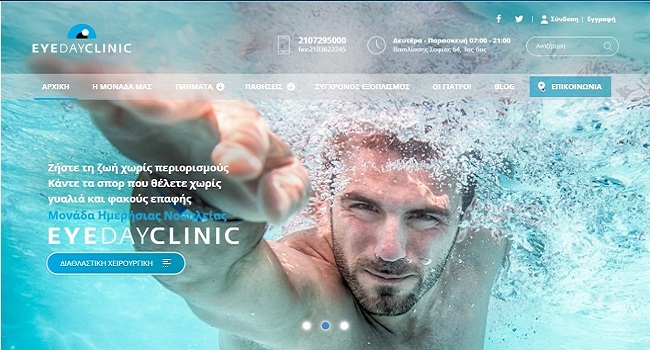 EYEDAYCLINIC
2107295000
fax:2103622245
Δευτέρα - Παρασκευή 07:00 - 21:00
Βασιλίσσης Σοφίας 64, 3ος-6ος
Σύνδεση | Εγγραφή
Αναζήτηση
ΑΡΧΙΚΗ Η ΜΟΝΑΔΑ ΜΑΣ ΤΜΗΜΑΤΑ ΠΑΘΗΣΕΙΣ ΣΥΓΧΡΟΝΟΣ ΕΞΟΠΛΙΣΜΟΣ ΟΙ ΓΙΑΤΡΟΙ BLOG ΕΠΙΚΟΙΝΩΝΙΑ
Ζήστε τη ζωή χωρίς περιορισμούς
Κάντε τα σπορ που θέλετε χωρίς
γυαλιά και φακούς επαφής
Μονάδα Ημερήσιας Νοσηλείας
EYEDAYCLINIC
ΔΙΑΘΛΑΣΤΙΚΗ ΧΕΙΡΟΥΡΓΙΚΗ